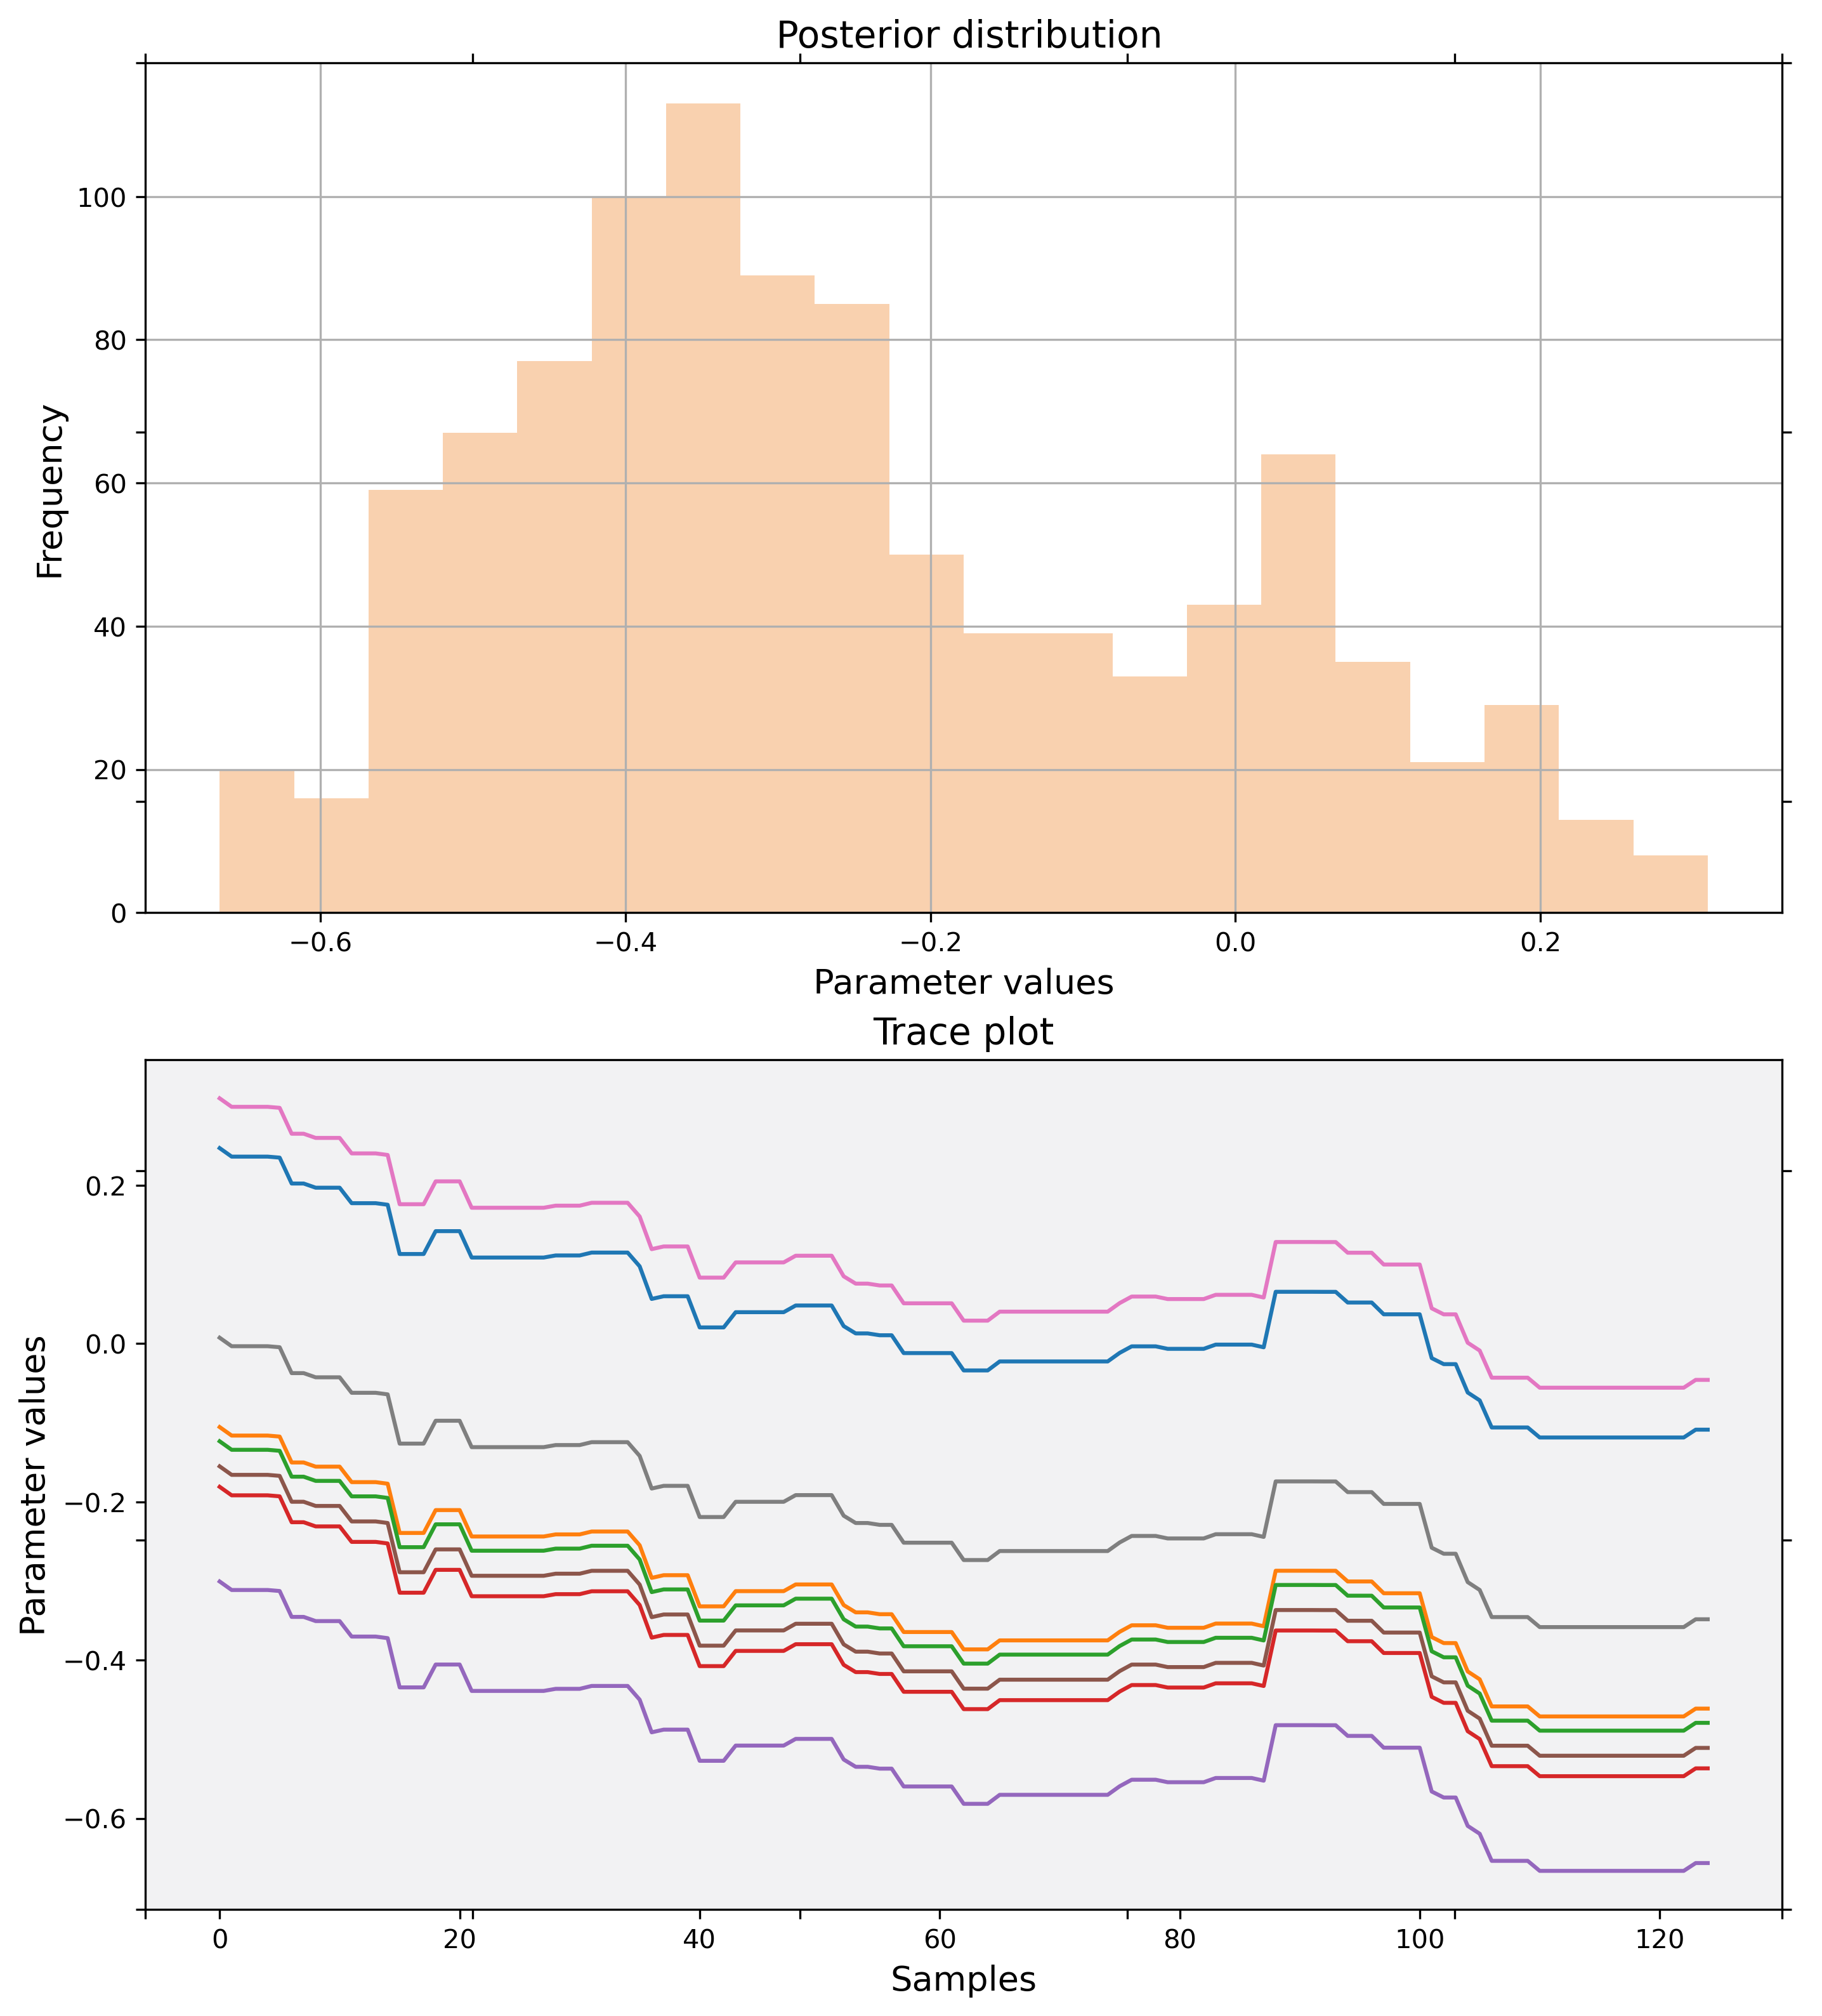 Posterior distribution
100
80
60
40
20
0
Frequency
−0.6 −0.4 −0.2 0.0 0.2
Parameter values
Trace plot
0.2
0.0
−0.2
−0.4
−0.6
Parameter values
0 20 40 60 80 100 120
Samples